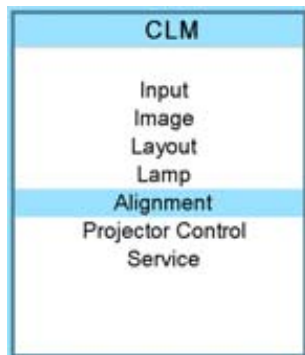 CLM
Input
Image
Layout
Lamp
Alignment
Projector Control
Service